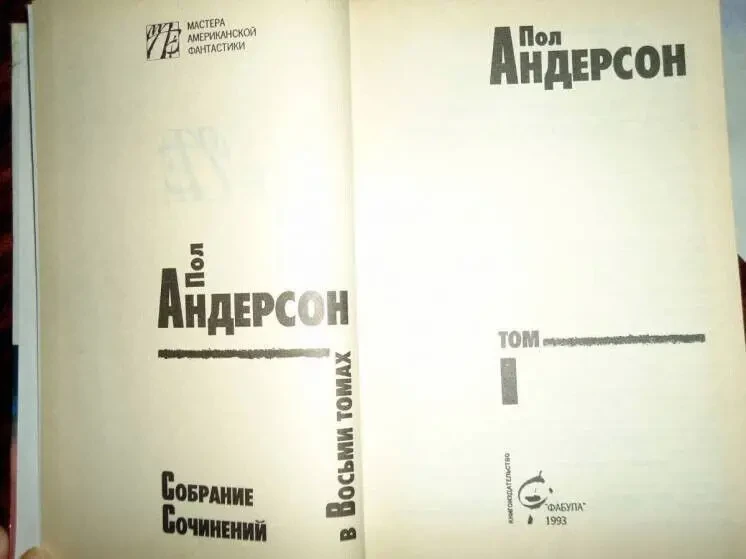 МАСТЕРА
АМЕРИКАНСКОЙ
ФАНТАСТИКИ
Пол
АНДЕРСОН
СОБРАНИЕ
СОЧИНЕНИЙ
в ВОСЬМИ ТОМАХ
Пол
АНДЕРСОН
ТОМ
I
КНИГОИЗДАТЕЛЬСТВО
"ФАБУЛА"
1993